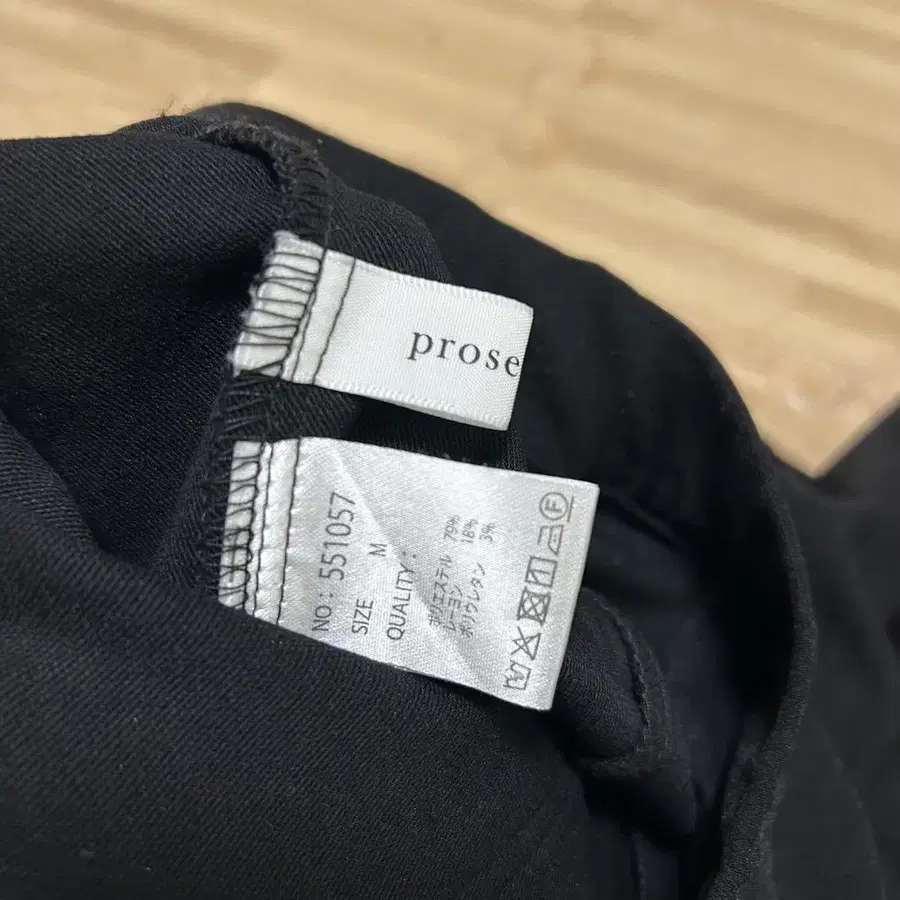 prose
NO : 551057
SIZE M
QUALITY :
ポリエステル 79%
レーヨン 18%
ポリウレタン 3%
F